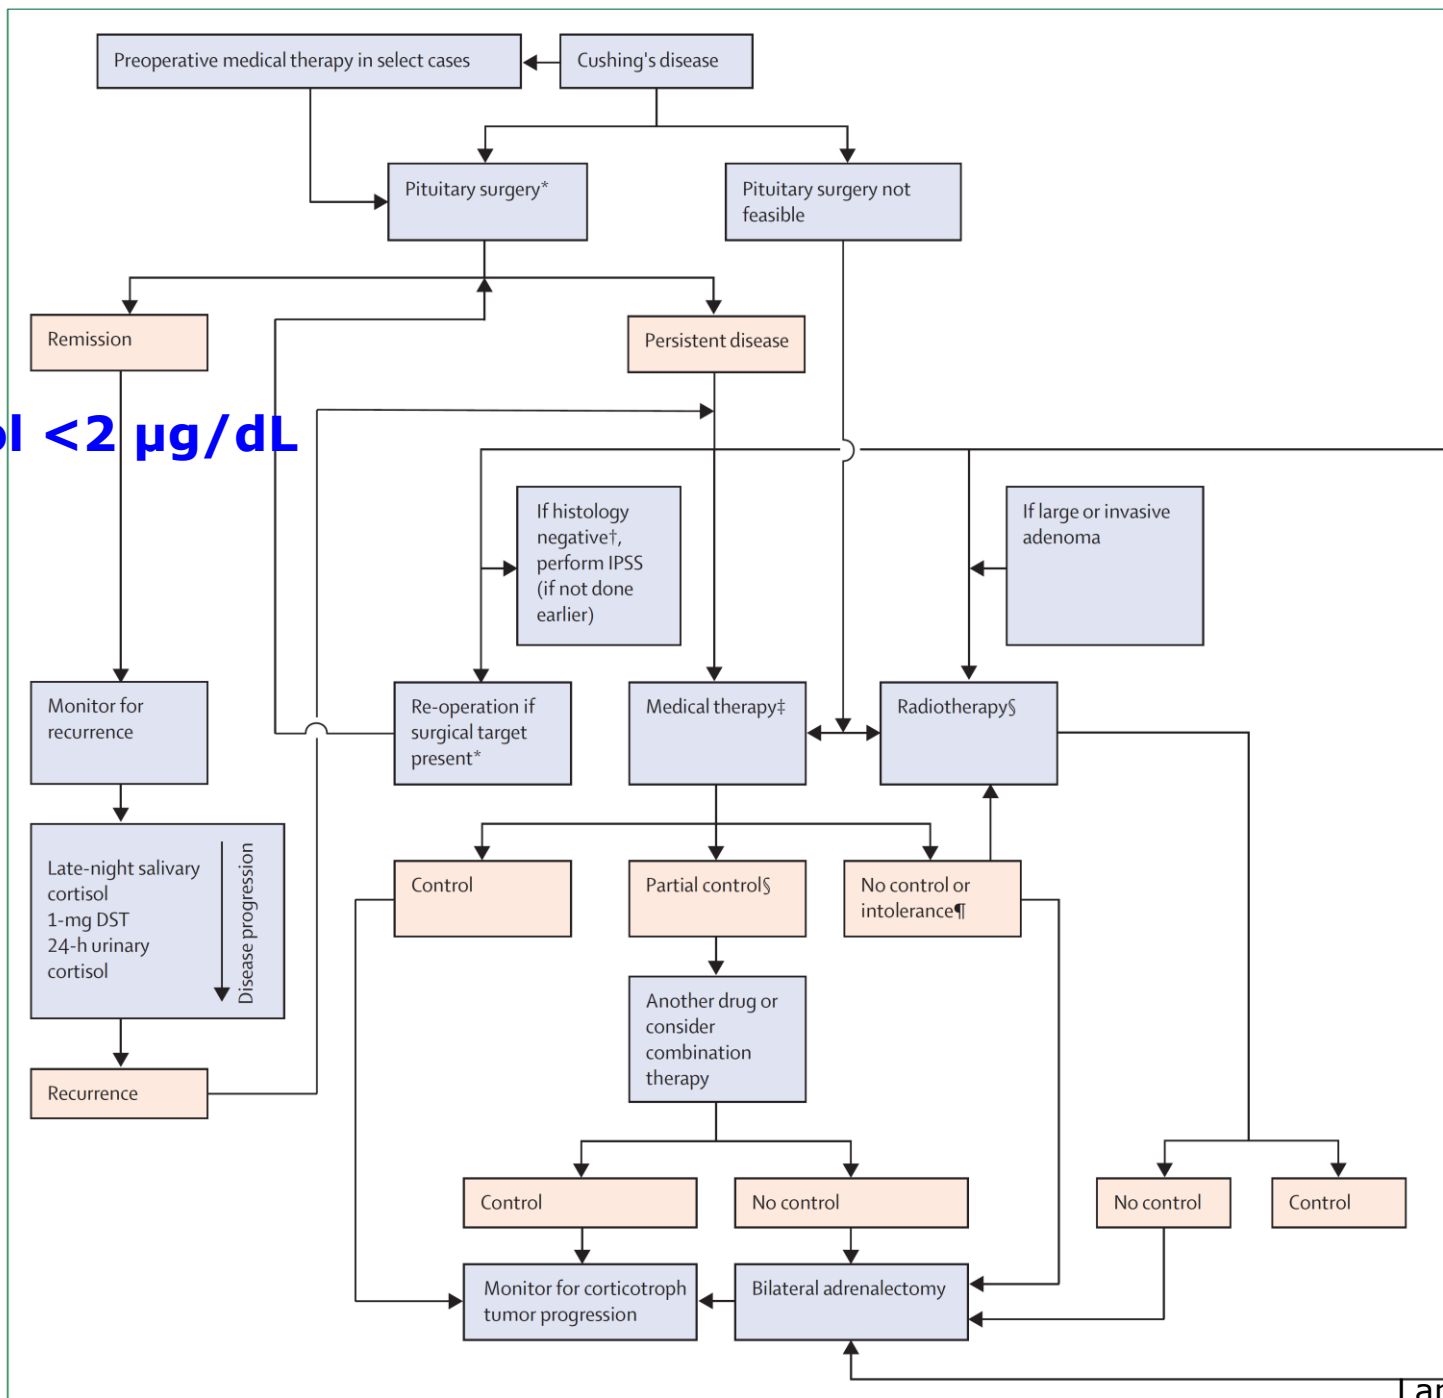 Preoperative medical therapy in select cases
Cushing's disease
Pituitary surgery*
Pituitary surgery not
feasible
Remission
Persistent disease
<2 µg/dL
If histology
negative†,
perform IPSS
(if not done
earlier)
If large or invasive
adenoma
Monitor for
recurrence
Re-operation if
surgical target
present*
Medical therapy‡
Radiotherapy§
Late-night salivary
cortisol
1-mg DST
24-h urinary
cortisol
Disease progression
Control
Partial control§
No control or
intolerance¶
Another drug or
consider
combination
therapy
Recurrence
Control
No control
No control
Control
Monitor for corticotroph
tumor progression
Bilateral adrenalectomy